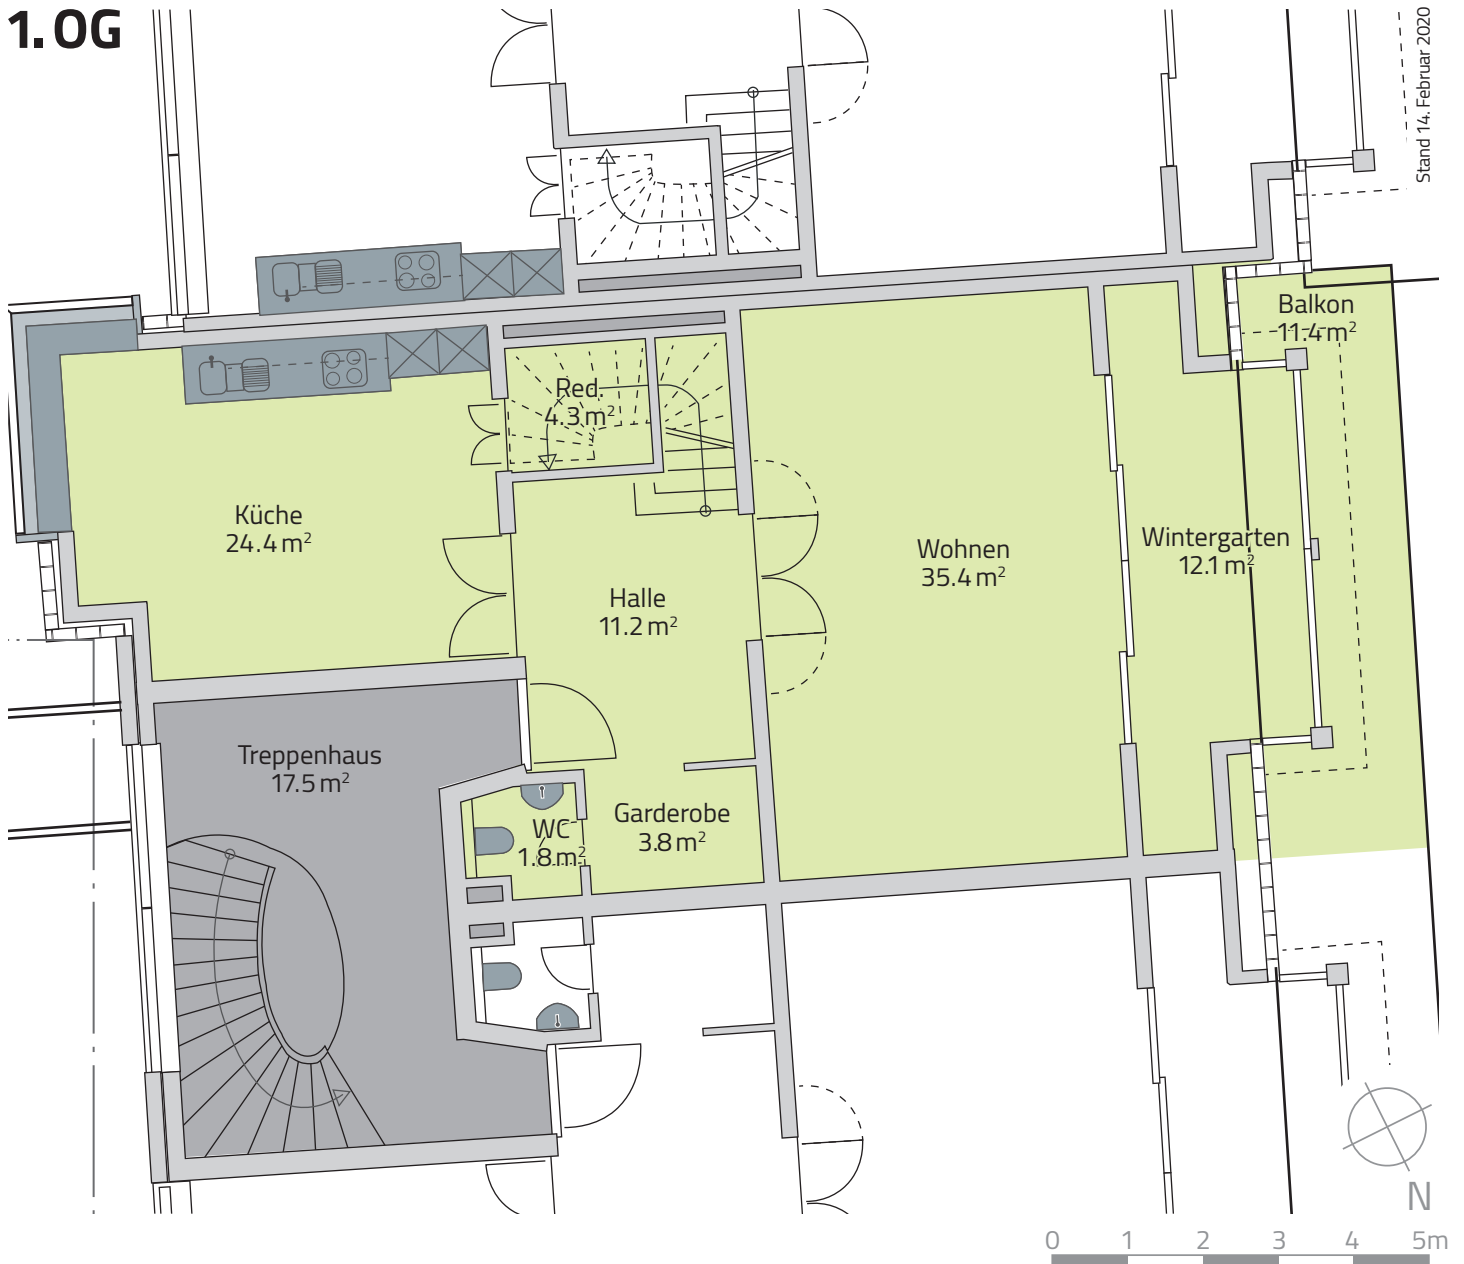 1. OG
Stand 14. Februar 2020
Balkon
11.4 m²
Red.
4.3 m²
Küche
24.4 m²
Wohnen
35.4 m²
Wintergarten
12.1 m²
Halle
11.2 m²
Treppenhaus
17.5 m²
WC
1.8 m²
Garderobe
3.8 m²
N
0 1 2 3 4 5m